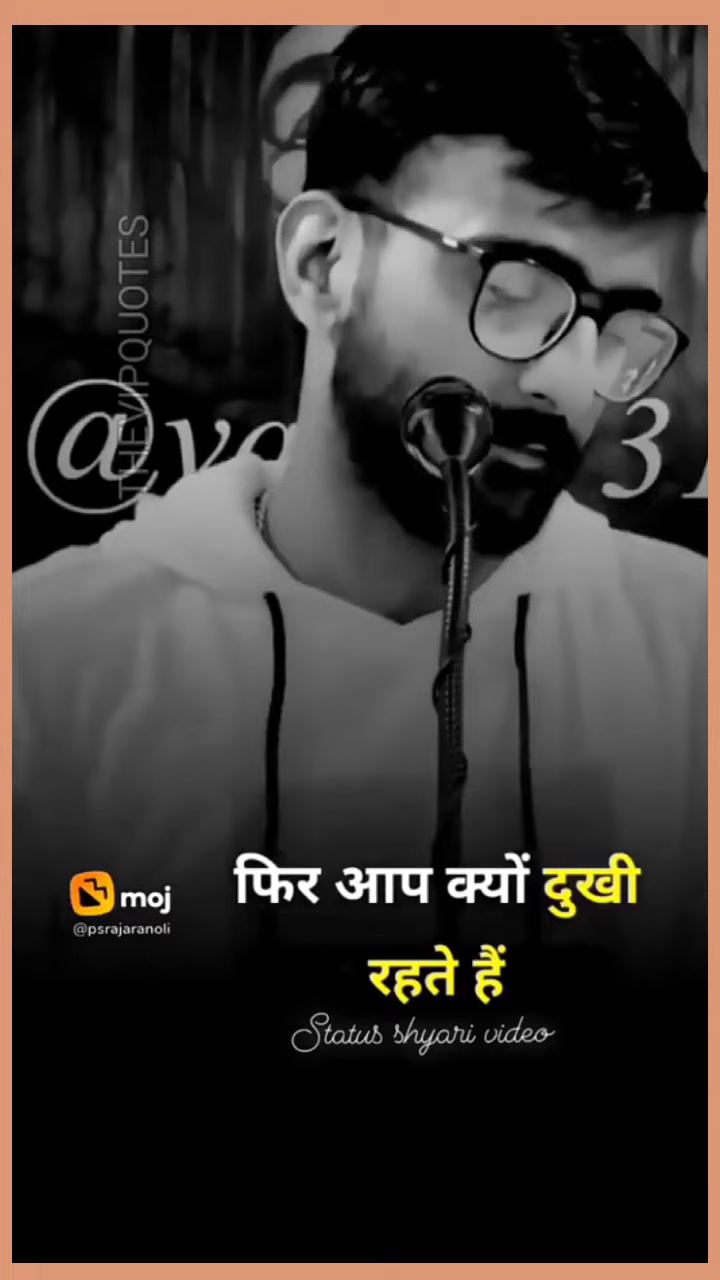 THEVIPQUOTES
moj
@psrajaranoli
फिर आप क्यों दुखी
रहते हैं
Status shyari video